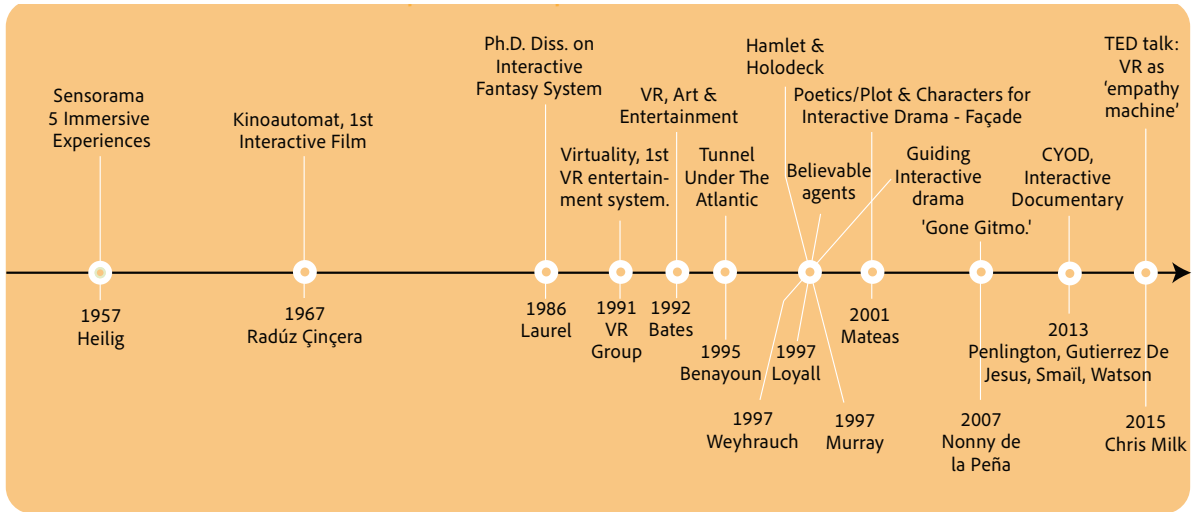 Sensorama
5 Immersive
Experiences
1957
Heilig
Kinoautomat, 1st
Interactive Film
1967
Radúz Çinçera
Ph.D. Diss. on
Interactive
Fantasy System
1986
Laurel
Virtuality, 1st
VR entertain-
ment system.
1991
VR
Group
VR, Art &
Entertainment
1992
Bates
Tunnel
Under The
Atlantic
1995
Benayoun
Hamlet &
Holodeck
Believable
agents
Guiding
Interactive
drama
1997
Weyhrauch
1997
Loyall
1997
Murray
Poetics/Plot & Characters for
Interactive Drama - Façade
2001
Mateas
'Gone Gitmo.'
2007
Nonny de
la Peña
CYOD,
Interactive
Documentary
2013
Penlington, Gutierrez De
Jesus, Smaïl, Watson
TED talk:
VR as
'empathy
machine'
2015
Chris Milk